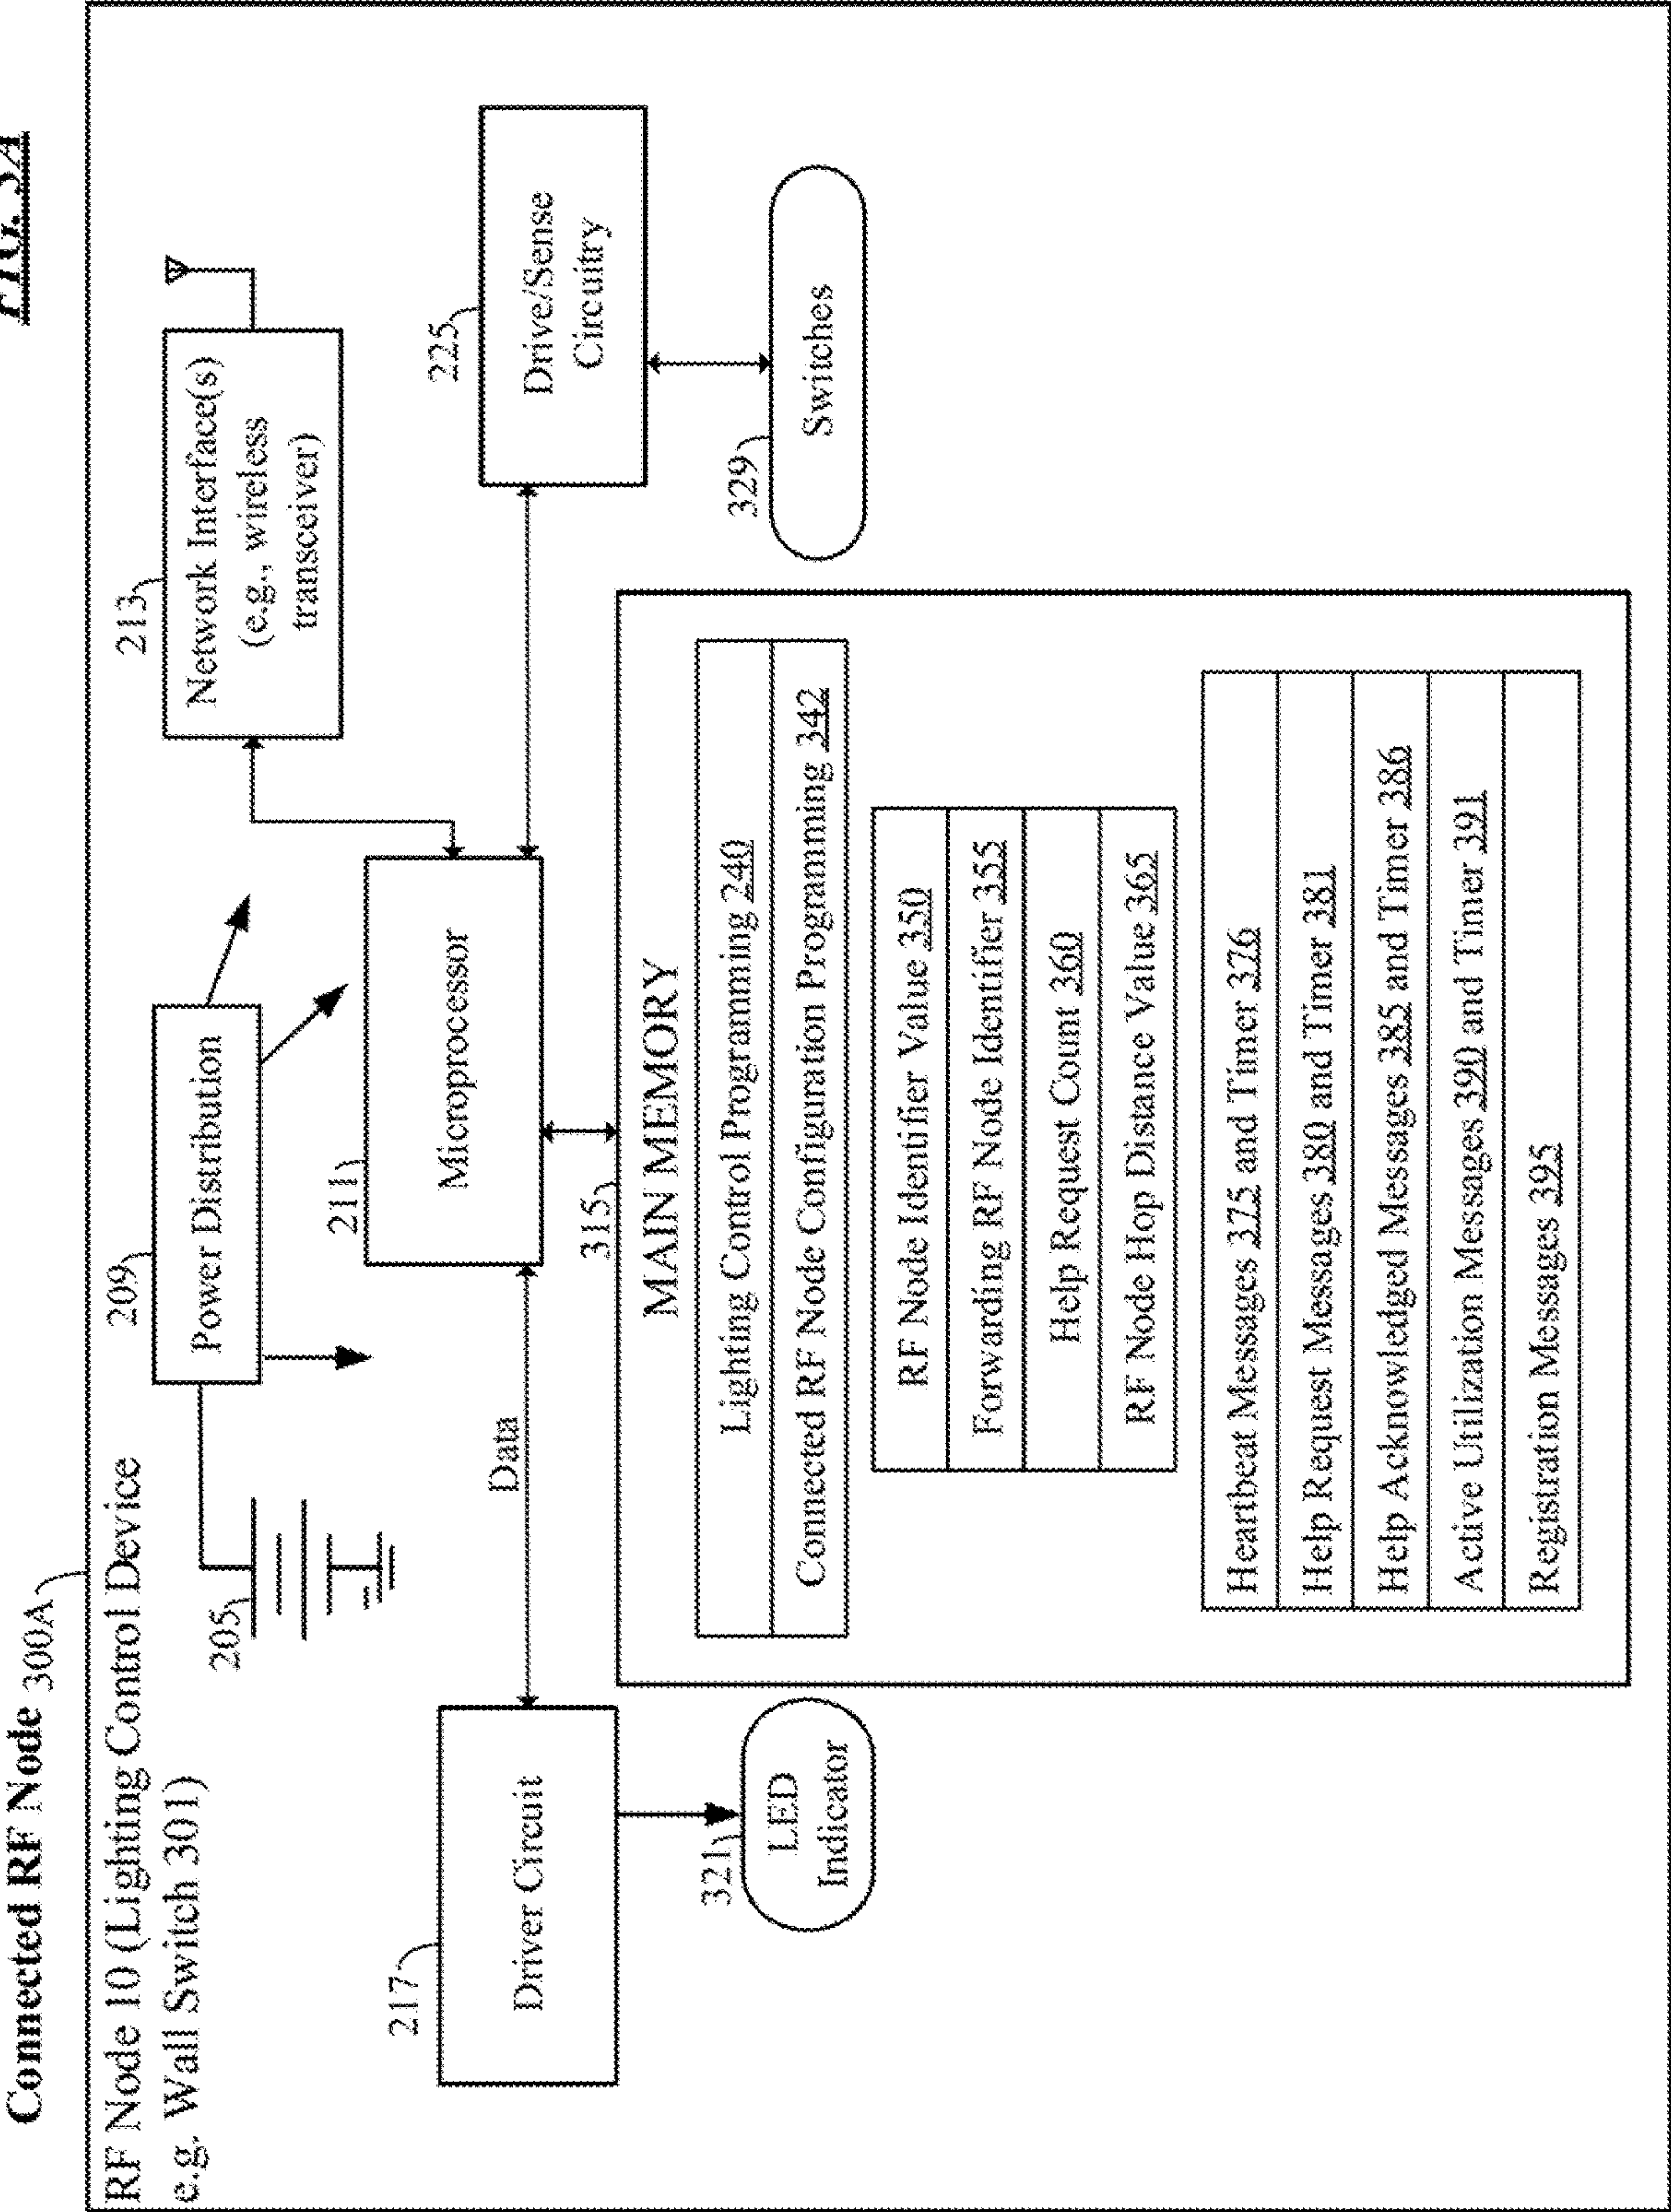 FIG. 3A
Connected RF Node 300A
RF Node 10 (Lighting Control Device
e.g. Wall Switch 301)
205
209
Power Distribution
213
Network Interface(s)
(e.g., wireless
transceiver)
211
Microprocessor
Data
217
Driver Circuit
225
Drive/Sense
Circuitry
321
LED
Indicator
329
Switches
315
MAIN MEMORY
Lighting Control Programming 240
Connected RF Node Configuration Programming 342
RF Node Identifier Value 350
Forwarding RF Node Identifier 355
Help Request Count 360
RF Node Hop Distance Value 365
Heartbeat Messages 375 and Timer 376
Help Request Messages 380 and Timer 381
Help Acknowledged Messages 385 and Timer 386
Active Utilization Messages 390 and Timer 391
Registration Messages 395